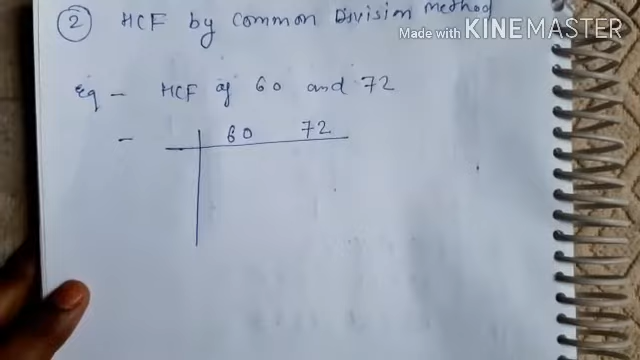 ② HCF by Common Division Method
Made with KINEMASTER
Eg - HCF of 60 and 72
- 60 72